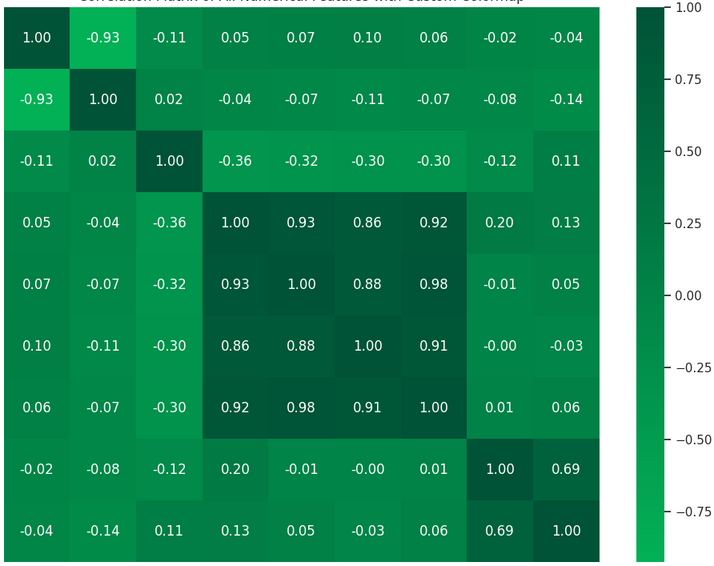 Correlation Matrix of All Numerical Features with Custom Colormap
1.00 -0.93 -0.11 0.05 0.07 0.10 0.06 -0.02 -0.04
-0.93 1.00 0.02 -0.04 -0.07 -0.11 -0.07 -0.08 -0.14
-0.11 0.02 1.00 -0.36 -0.32 -0.30 -0.30 -0.12 0.11
0.05 -0.04 -0.36 1.00 0.93 0.86 0.92 0.20 0.13
0.07 -0.07 -0.32 0.93 1.00 0.88 0.98 -0.01 0.05
0.10 -0.11 -0.30 0.86 0.88 1.00 0.91 -0.00 -0.03
0.06 -0.07 -0.30 0.92 0.98 0.91 1.00 0.01 0.06
-0.02 -0.08 -0.12 0.20 -0.01 -0.00 0.01 1.00 0.69
-0.04 -0.14 0.11 0.13 0.05 -0.03 0.06 0.69 1.00
1.00
0.75
0.50
0.25
0.00
−0.25
−0.50
−0.75